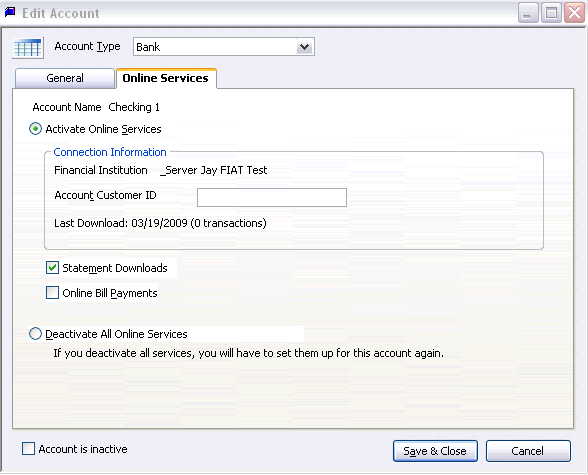 Edit Account
Account Type Bank
General Online Services
Account Name Checking 1
Activate Online Services
Connection Information
Financial Institution _Server Jay FIAT Test
Account Customer ID
Last Download: 03/19/2009 (0 transactions)
Statement Downloads
Online Bill Payments
Deactivate All Online Services
If you deactivate all services, you will have to set them up for this account again.
Account is inactive Save & Close Cancel